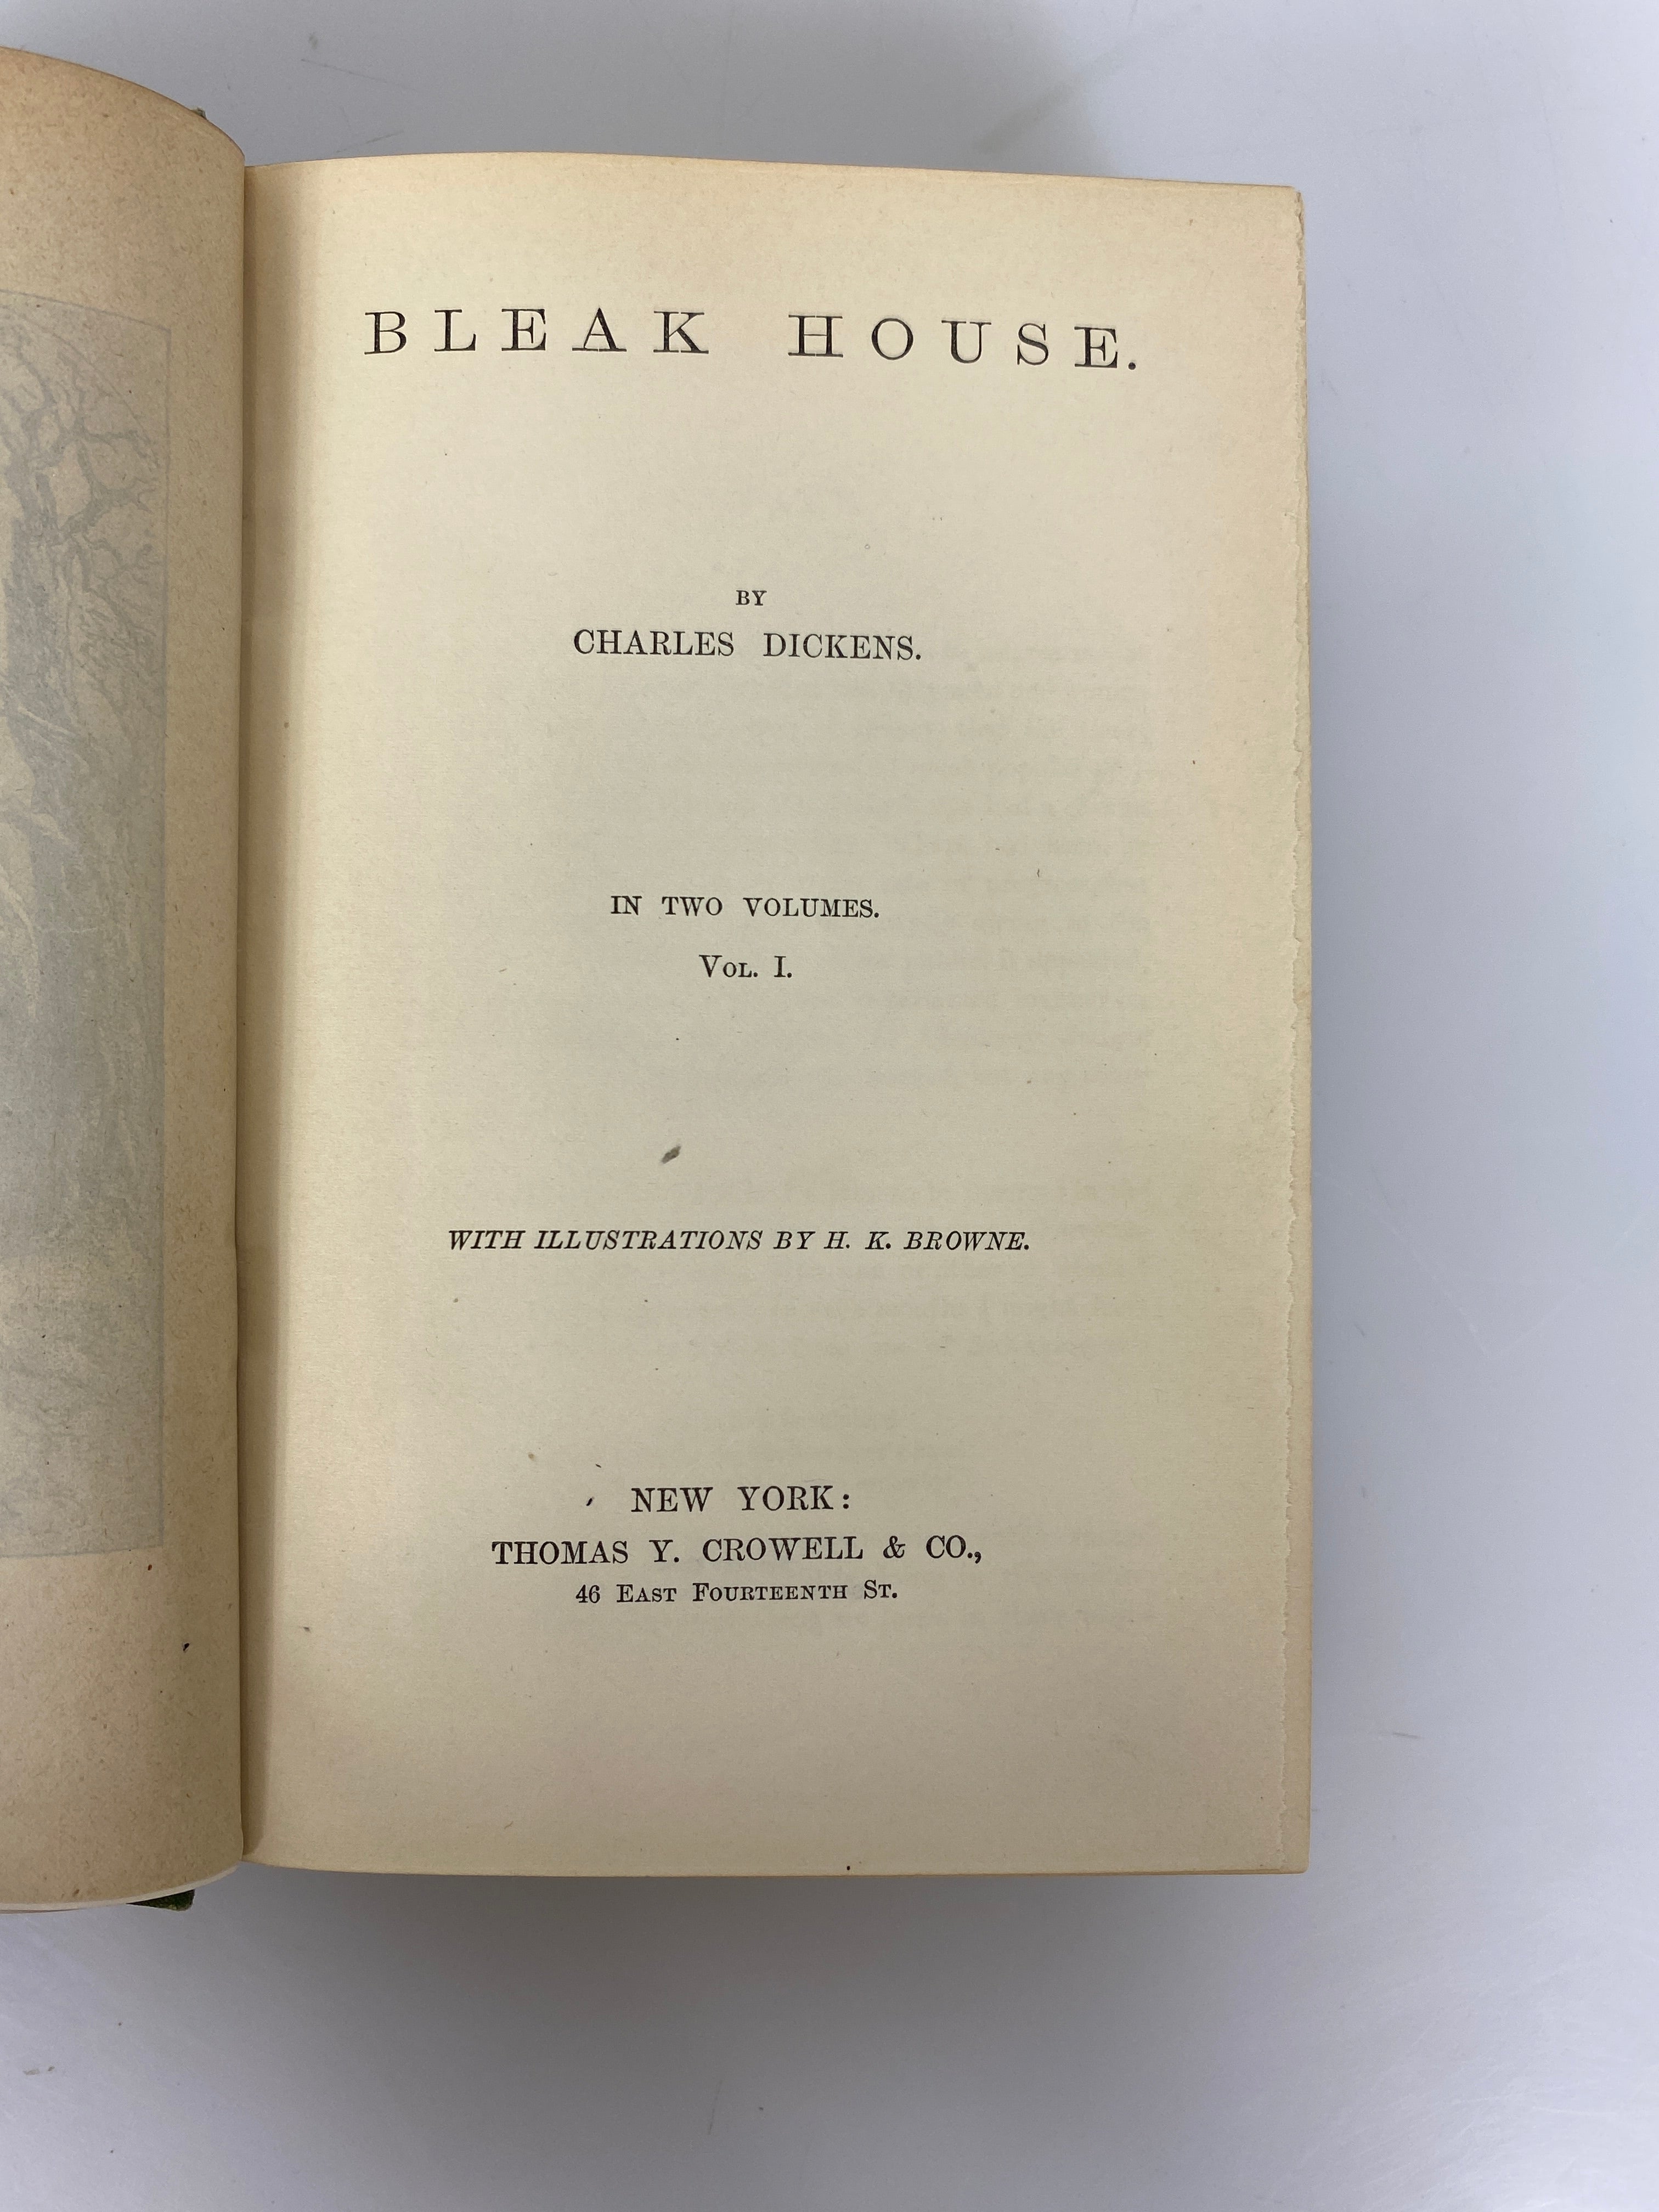 BLEAK HOUSE.
BY
CHARLES DICKENS.
IN TWO VOLUMES.
VOL. I.
WITH ILLUSTRATIONS BY H. K. BROWNE.
NEW YORK:
THOMAS Y. CROWELL & CO.,
46 EAST FOURTEENTH ST.